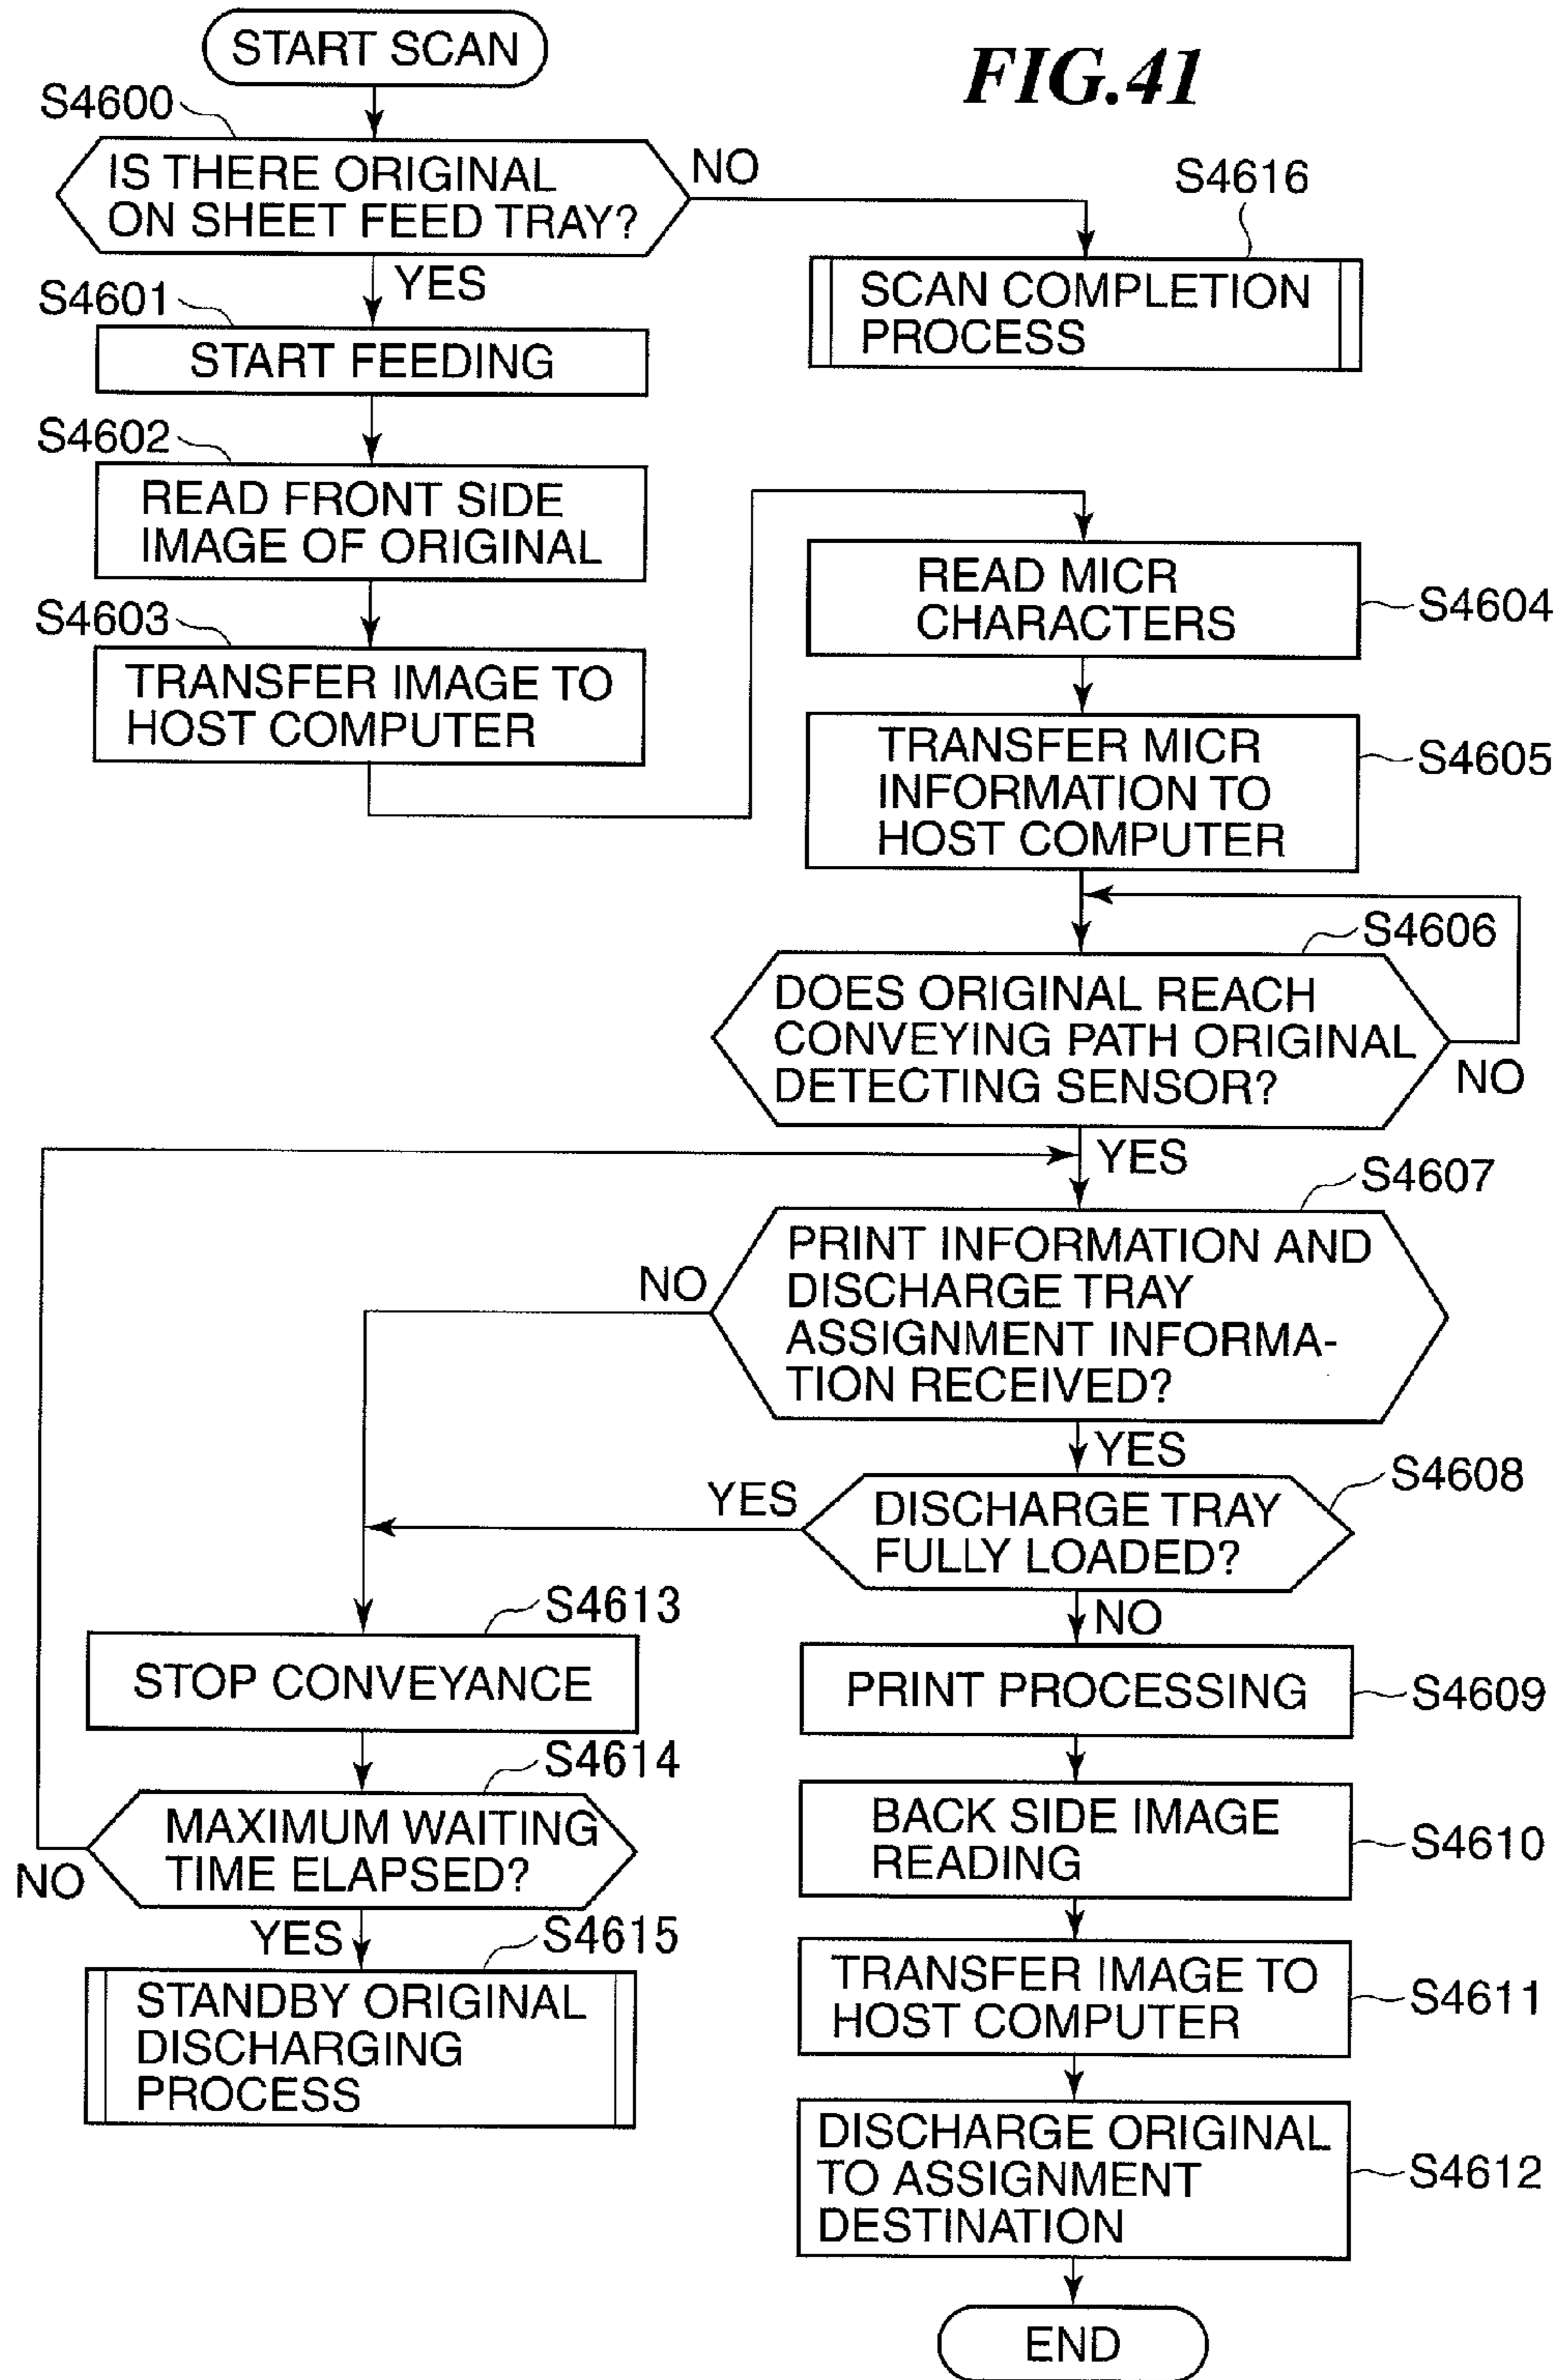 START SCAN
FIG.41
S4600
IS THERE ORIGINAL
ON SHEET FEED TRAY?
NO
YES
S4616
SCAN COMPLETION
PROCESS
S4601
START FEEDING
S4602
READ FRONT SIDE
IMAGE OF ORIGINAL
S4603
TRANSFER IMAGE TO
HOST COMPUTER
READ MICR
CHARACTERS
S4604
TRANSFER MICR
INFORMATION TO
HOST COMPUTER
S4605
S4606
DOES ORIGINAL REACH
CONVEYING PATH ORIGINAL
DETECTING SENSOR?
NO
YES
S4607
PRINT INFORMATION AND
DISCHARGE TRAY
ASSIGNMENT INFORMA-
TION RECEIVED?
NO
YES
S4608
DISCHARGE TRAY
FULLY LOADED?
YES
NO
S4613
STOP CONVEYANCE
S4614
MAXIMUM WAITING
TIME ELAPSED?
NO
YES
S4615
STANDBY ORIGINAL
DISCHARGING
PROCESS
PRINT PROCESSING
S4609
BACK SIDE IMAGE
READING
S4610
TRANSFER IMAGE TO
HOST COMPUTER
S4611
DISCHARGE ORIGINAL
TO ASSIGNMENT
DESTINATION
S4612
END